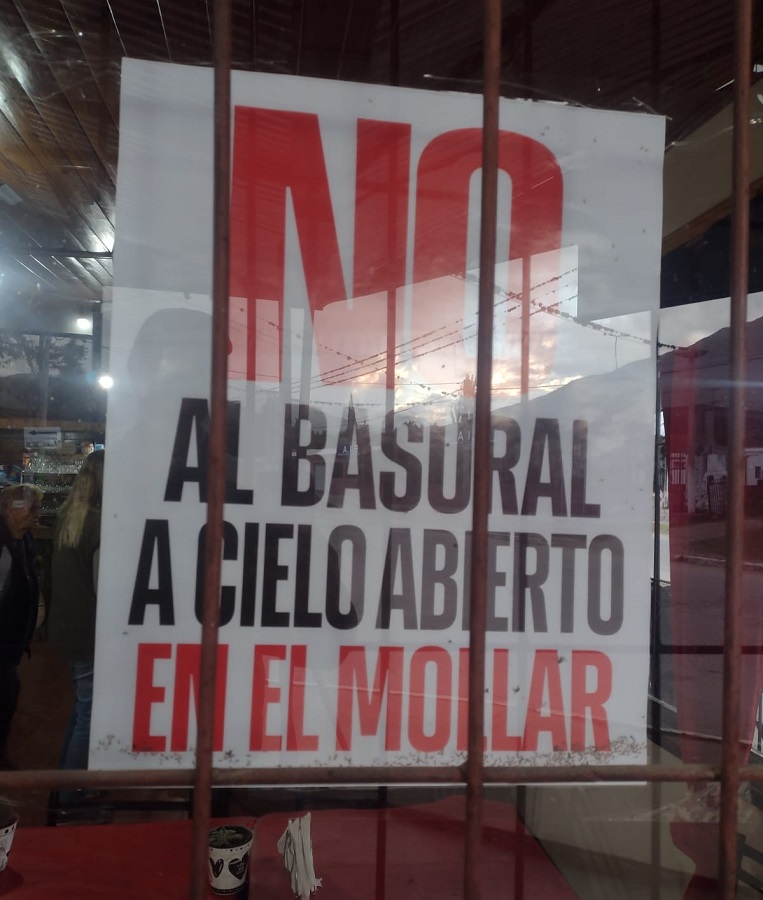 NO
AL BASURAL
A CIELO ABIERTO
EN EL MOLLAR